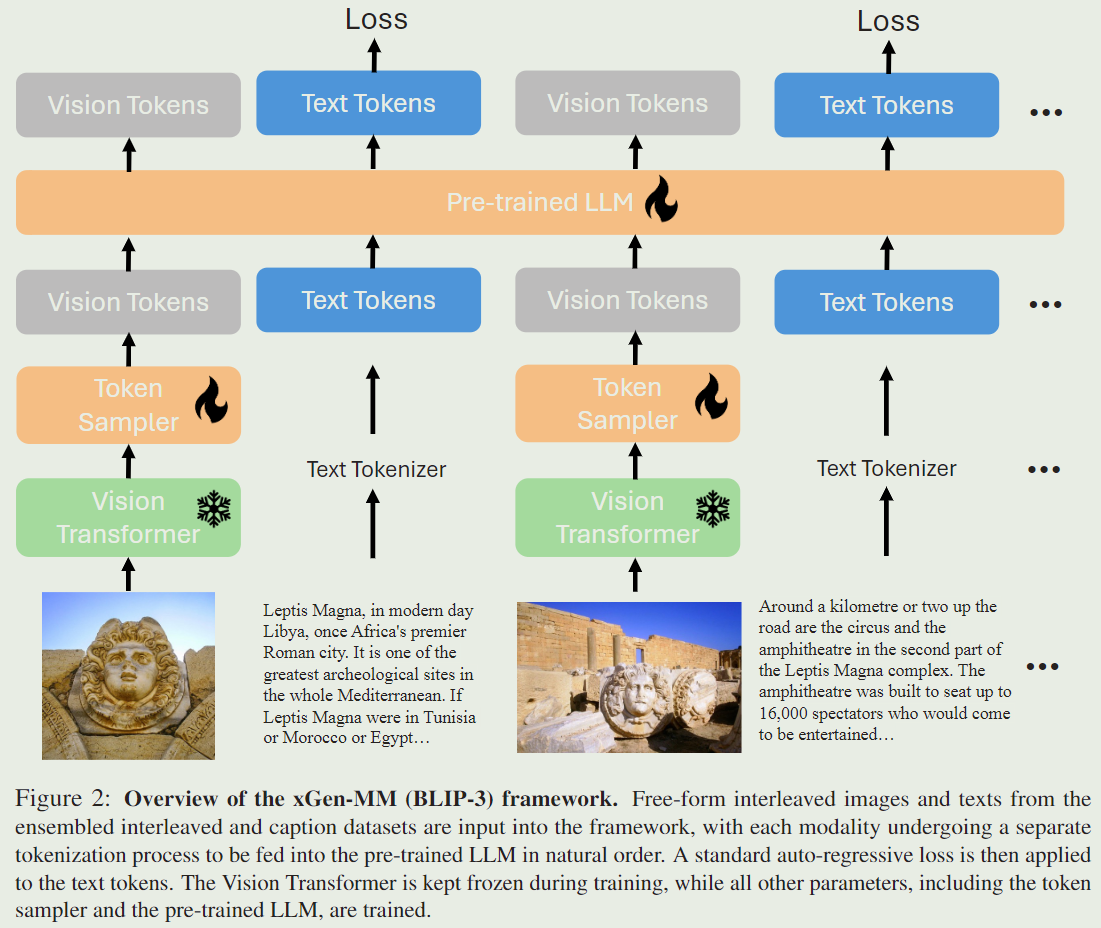 Loss
Loss
Vision Tokens
Text Tokens
Vision Tokens
Text Tokens
•••
Pre-trained LLM
Vision Tokens
Text Tokens
Vision Tokens
Text Tokens
•••
Token
Sampler
Token
Sampler
Text Tokenizer
Text Tokenizer
•••
Vision
Transformer
Vision
Transformer
Leptis Magna, in modern day
Libya, once Africa's premier
Roman city. It is one of the
greatest archeological sites in
the whole Mediterranean. If
Leptis Magna were in Tunisia
or Morocco or Egypt…
Around a kilometre or two up the
road are the circus and the
amphitheatre in the second part of
the Leptis Magna complex. The
amphitheatre was built to seat up to
16,000 spectators who would come
to be entertained…
•••
Figure 2: Overview of the xGen-MM (BLIP-3) framework. Free-form interleaved images and texts from the
ensembled interleaved and caption datasets are input into the framework, with each modality undergoing a separate
tokenization process to be fed into the pre-trained LLM in natural order. A standard auto-regressive loss is then applied
to the text tokens. The Vision Transformer is kept frozen during training, while all other parameters, including the token
sampler and the pre-trained LLM, are trained.